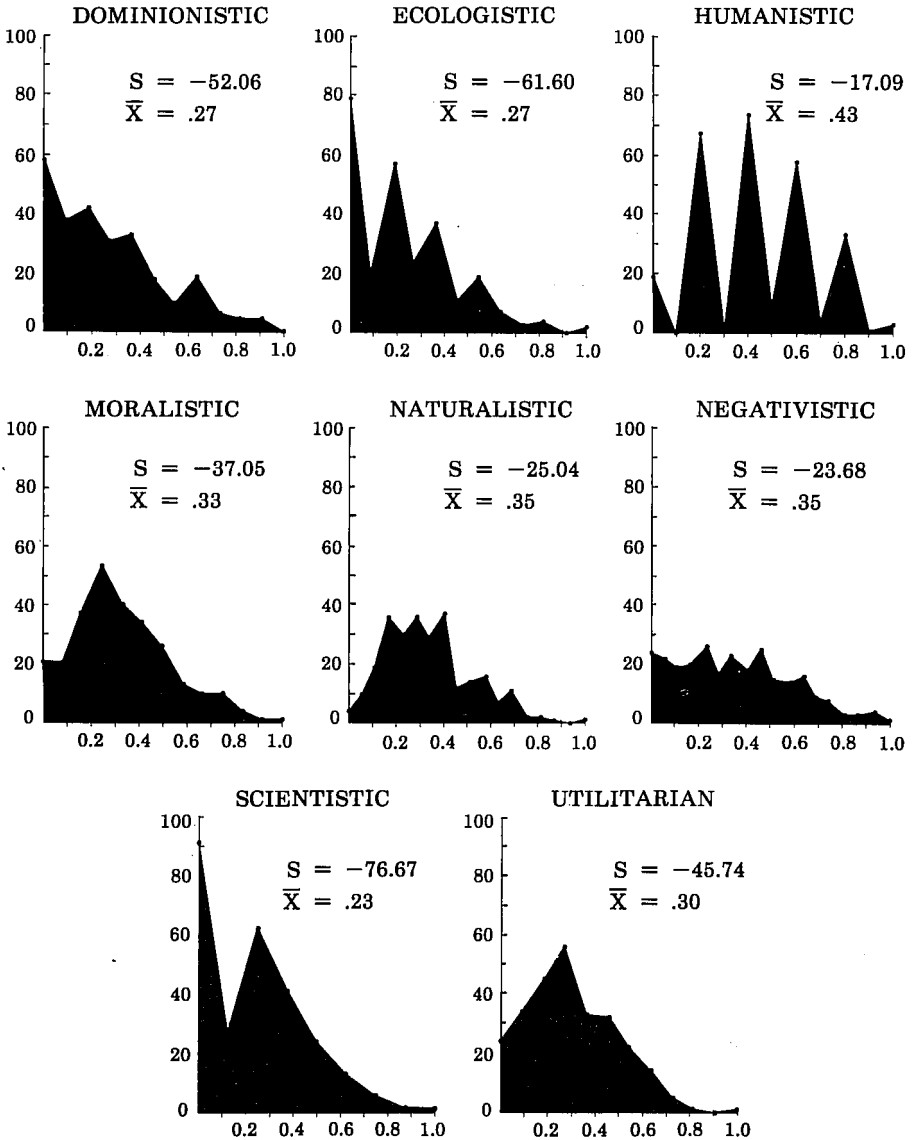 DOMINIONISTIC
100
80
60
40
20
0
S = −52.06
X̅ = .27
0.2 0.4 0.6 0.8 1.0
ECOLOGISTIC
100
80
60
40
20
0
S = −61.60
X̅ = .27
0.2 0.4 0.6 0.8 1.0
HUMANISTIC
100
80
60
40
20
0
S = −17.09
X̅ = .43
0.2 0.4 0.6 0.8 1.0
MORALISTIC
100
80
60
40
20
0
S = −37.05
X̅ = .33
0.2 0.4 0.6 0.8 1.0
NATURALISTIC
100
80
60
40
20
0
S = −25.04
X̅ = .35
0.2 0.4 0.6 0.8 1.0
NEGATIVISTIC
100
80
60
40
20
0
S = −23.68
X̅ = .35
0.2 0.4 0.6 0.8 1.0
SCIENTISTIC
100
80
60
40
20
0
S = −76.67
X̅ = .23
0.2 0.4 0.6 0.8 1.0
UTILITARIAN
100
80
60
40
20
0
S = −45.74
X̅ = .30
0.2 0.4 0.6 0.8 1.0